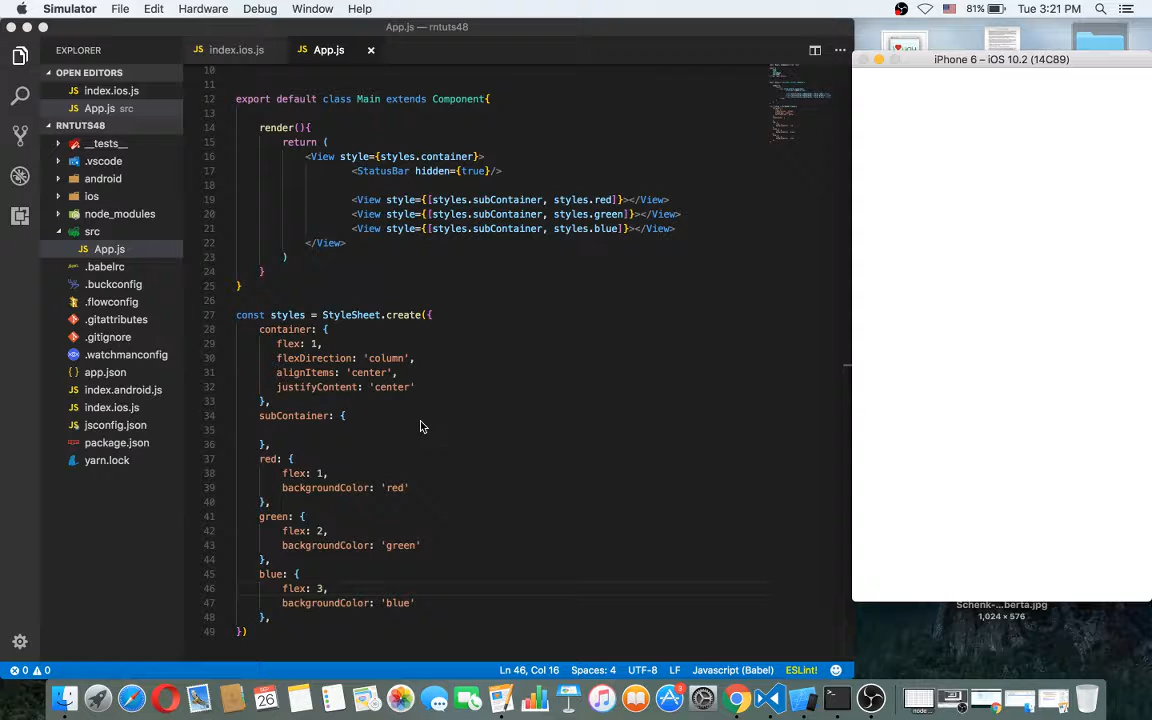 Simulator File Edit Hardware Debug Window Help
81% Tue 3:21 PM
App.js — rntuts48
EXPLORER
index.ios.js
App.js
OPEN EDITORS
index.ios.js
App.js src
RNTUTS48
__tests__
.vscode
android
ios
node_modules
src
App.js
.babelrc
.buckconfig
.flowconfig
.gitattributes
.gitignore
.watchmanconfig
app.json
index.android.js
index.ios.js
jsconfig.json
package.json
yarn.lock
10
11
12 export default class Main extends Component{
13
14 render(){
15 return (
16 <View style={styles.container}>
17 <StatusBar hidden={true}/>
18
19 <View style={[styles.subContainer, styles.red]}></View>
20 <View style={[styles.subContainer, styles.green]}></View>
21 <View style={[styles.subContainer, styles.blue]}></View>
22 </View>
23 )
24 }
25 }
26
27 const styles = StyleSheet.create({
28 container: {
29 flex: 1,
30 flexDirection: 'column',
31 alignItems: 'center',
32 justifyContent: 'center'
33 },
34 subContainer: {
35
36 },
37 red: {
38 flex: 1,
39 backgroundColor: 'red'
40 },
41 green: {
42 flex: 2,
43 backgroundColor: 'green'
44 },
45 blue: {
46 flex: 3,
47 backgroundColor: 'blue'
48 },
49 })
iPhone 6 – iOS 10.2 (14C89)
Schenk-...berta.jpg
1,024 × 576
0 0 Ln 46, Col 16 Spaces: 4 UTF-8 LF Javascript (Babel) ESLint!
26